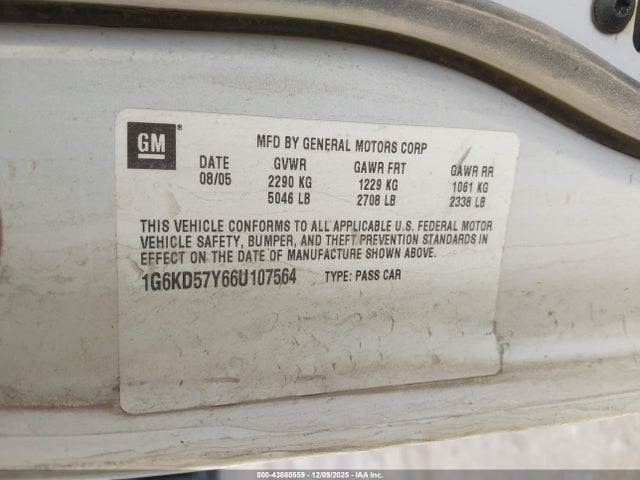 GM
MFD BY GENERAL MOTORS CORP
DATE GVWR GAWR FRT GAWR RR
08/05 2290 KG 1229 KG 1061 KG
5046 LB 2708 LB 2338 LB
THIS VEHICLE CONFORMS TO ALL APPLICABLE U.S. FEDERAL MOTOR
VEHICLE SAFETY, BUMPER, AND THEFT PREVENTION STANDARDS IN
EFFECT ON THE DATE OF MANUFACTURE SHOWN ABOVE.
1G6KD57Y66U107564 TYPE: PASS CAR
000-43880559 | 12/09/2025 | IAAI.COM